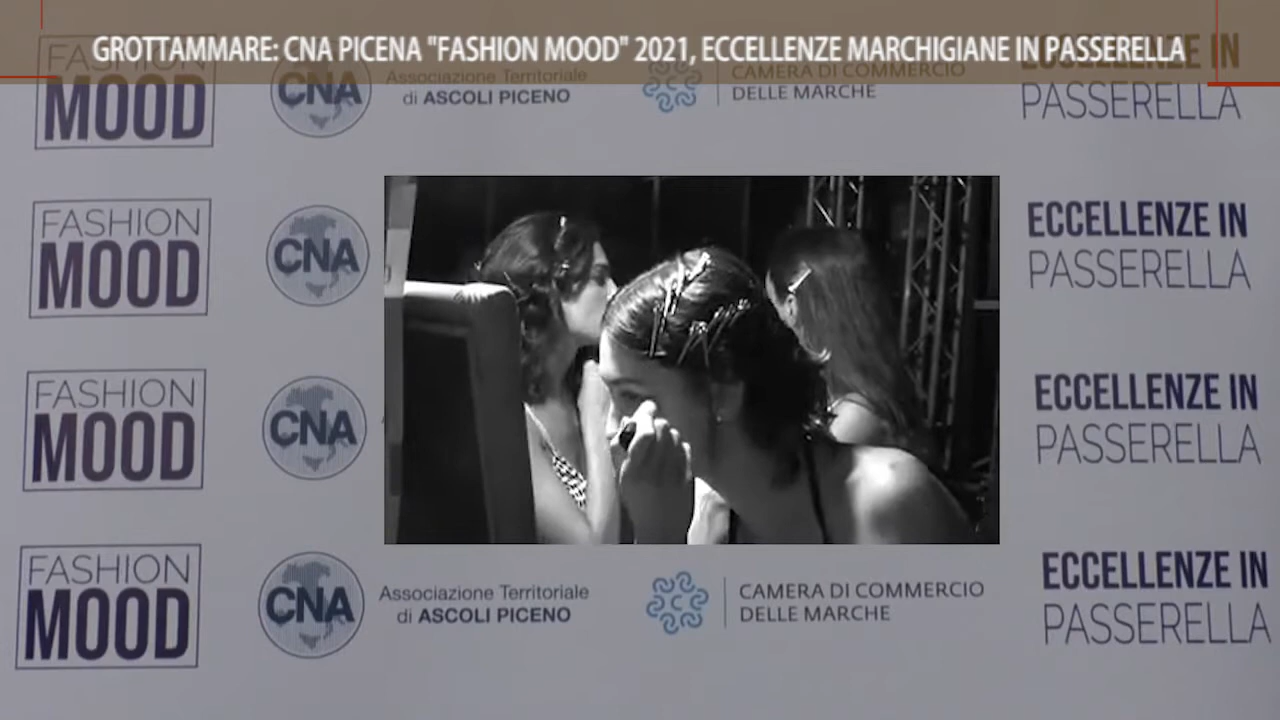 GROTTAMMARE: CNA PICENA "FASHION MOOD" 2021, ECCELLENZE MARCHIGIANE IN PASSERELLA
FASHION
MOOD
CNA
Associazione Territoriale
di ASCOLI PICENO
CAMERA DI COMMERCIO
DELLE MARCHE
ECCELLENZE IN
PASSERELLA
FASHION
MOOD
CNA
ECCELLENZE IN
PASSERELLA
FASHION
MOOD
CNA
ECCELLENZE IN
PASSERELLA
FASHION
MOOD
CNA
Associazione Territoriale
di ASCOLI PICENO
C
CAMERA DI COMMERCIO
DELLE MARCHE
ECCELLENZE IN
PASSERELLA